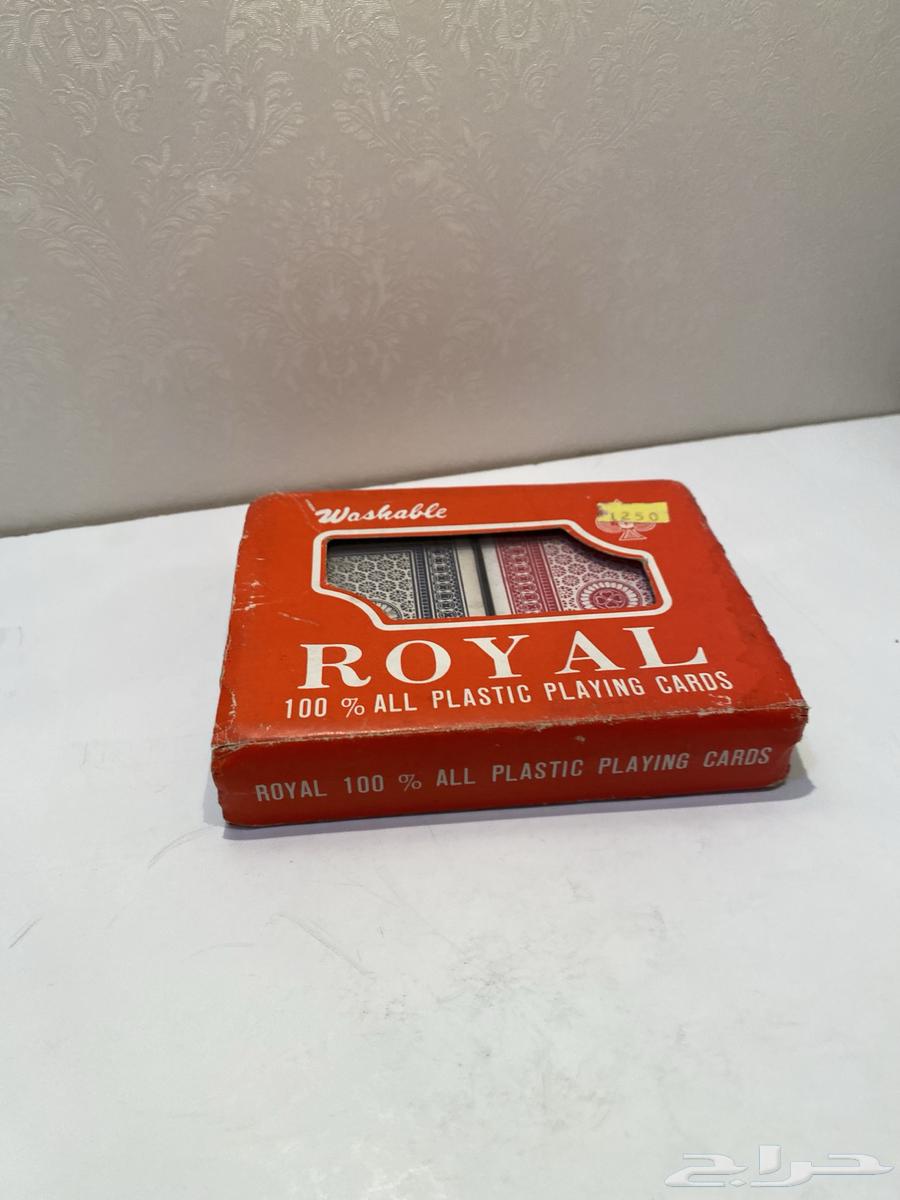 Washable
1250
ROYAL
100 % ALL PLASTIC PLAYING CARDS
ROYAL 100 % ALL PLASTIC PLAYING CARDS
حراج